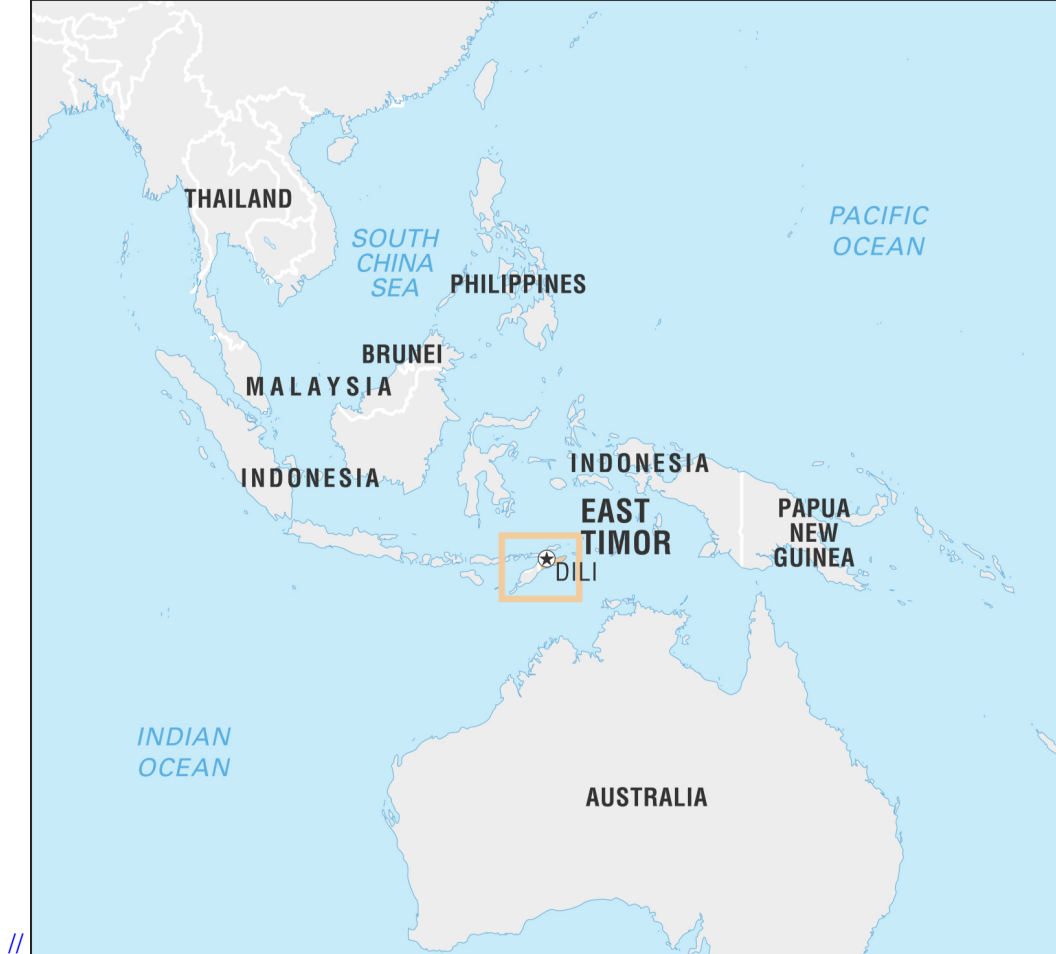 THAILAND
SOUTH
CHINA
SEA
PACIFIC
OCEAN
PHILIPPINES
BRUNEI
MALAYSIA
INDONESIA
INDONESIA
EAST
TIMOR
DILI
PAPUA
NEW
GUINEA
INDIAN
OCEAN
AUSTRALIA
//